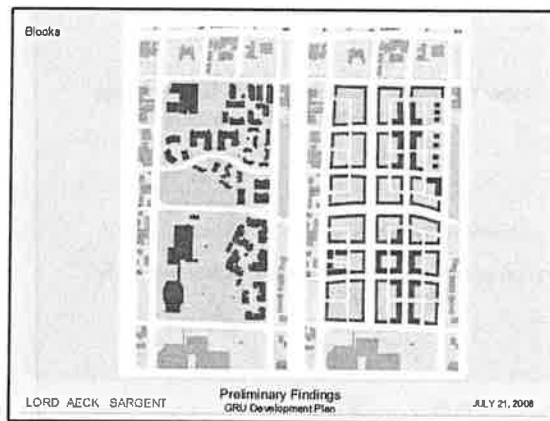 Blocks
Preliminary Findings
GRU Development Plan
LORD AECK SARGENT
JULY 21, 2008